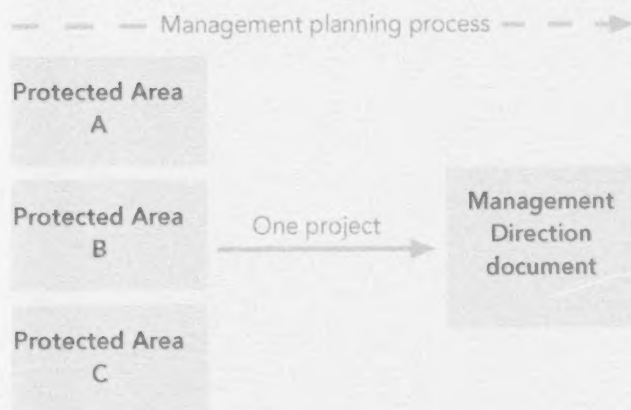 Management planning process
Protected Area
A
Protected Area
B
One project
Management
Direction
document
Protected Area
C